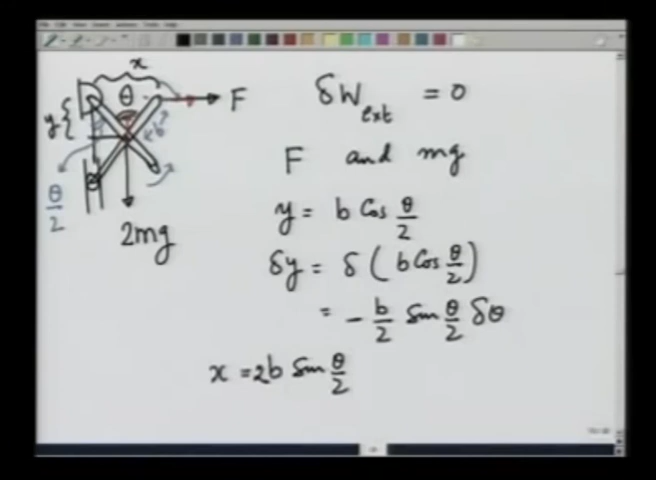 x
θ
F
y
b
θ/2
2mg
δW_ext = 0
F and mg
y = b Cos θ/2
δy = δ ( b Cos θ/2 )
= - b/2 Sin θ/2 δθ
x = 2b Sin θ/2